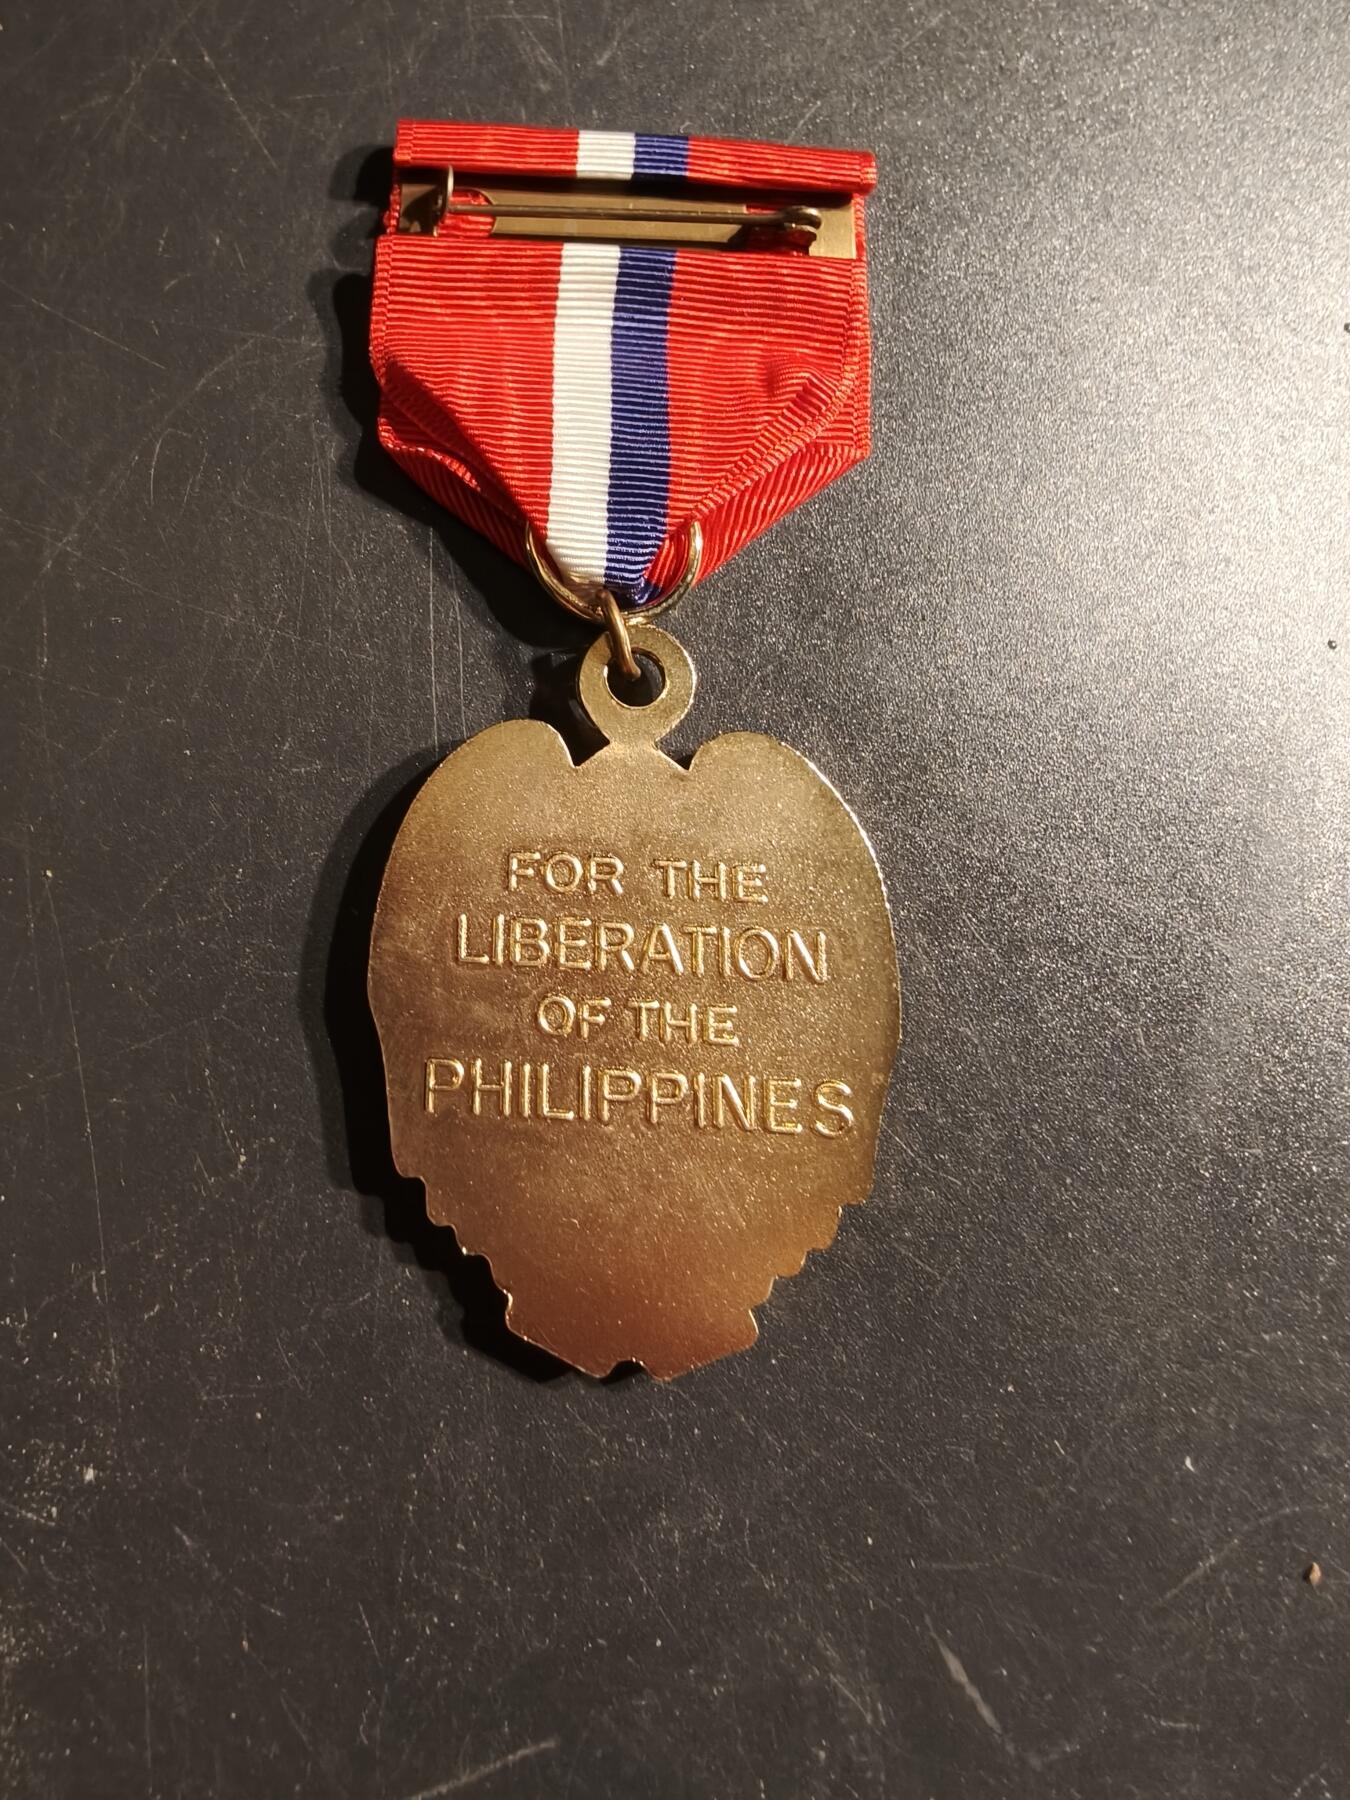 FOR THE
LIBERATION
OF THE
PHILIPPINES